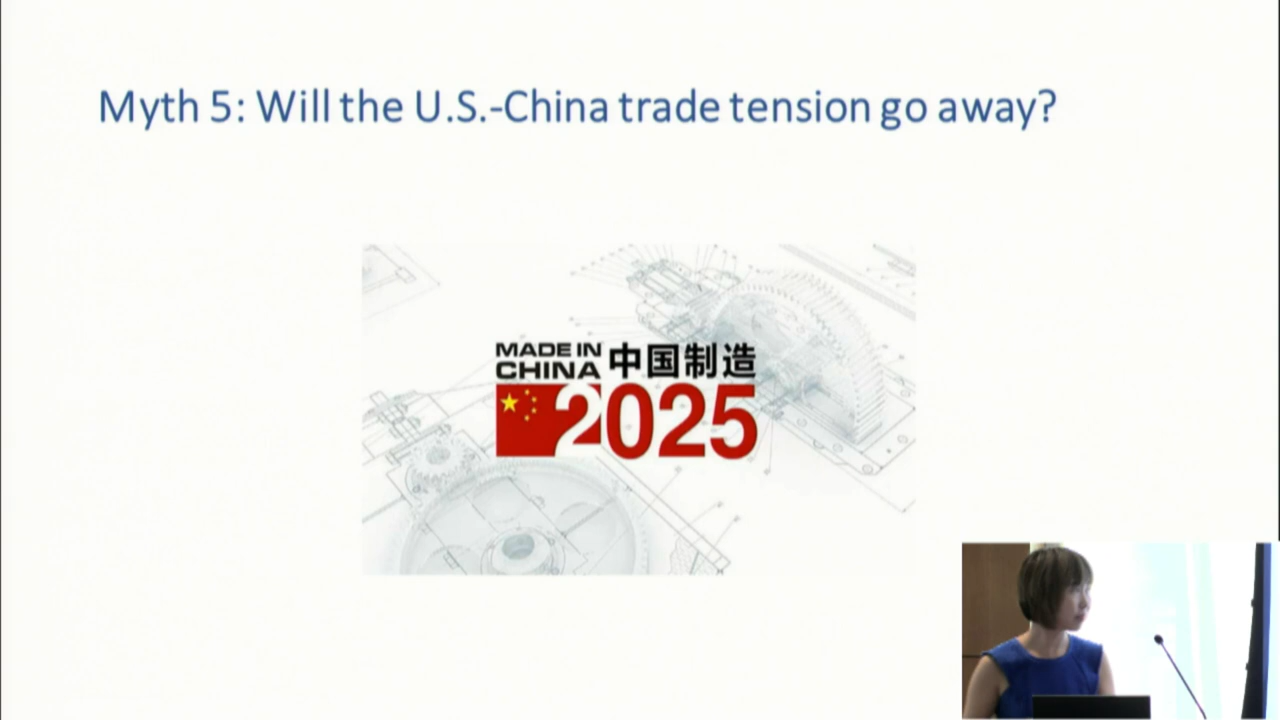 Myth 5: Will the U.S.-China trade tension go away?
MADE IN
CHINA 中国制造
2025